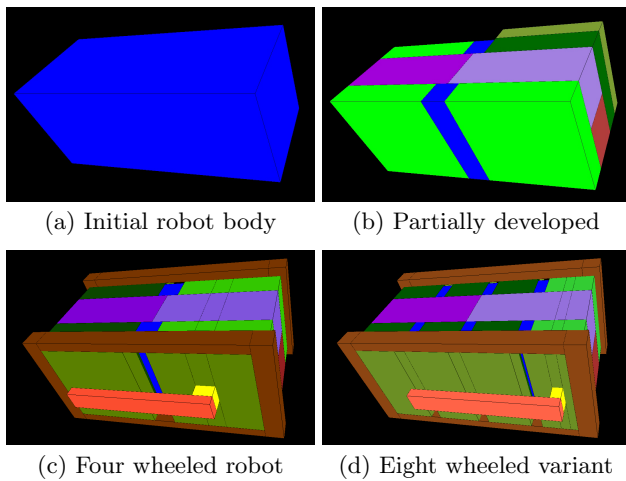 (a) Initial robot body
(b) Partially developed
(c) Four wheeled robot
(d) Eight wheeled variant